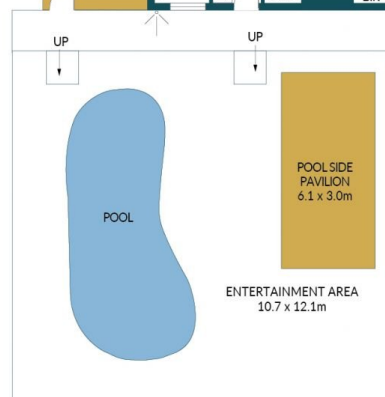 UP
UP
POOL SIDE
PAVILION
6.1 x 3.0m
POOL
ENTERTAINMENT AREA
10.7 x 12.1m